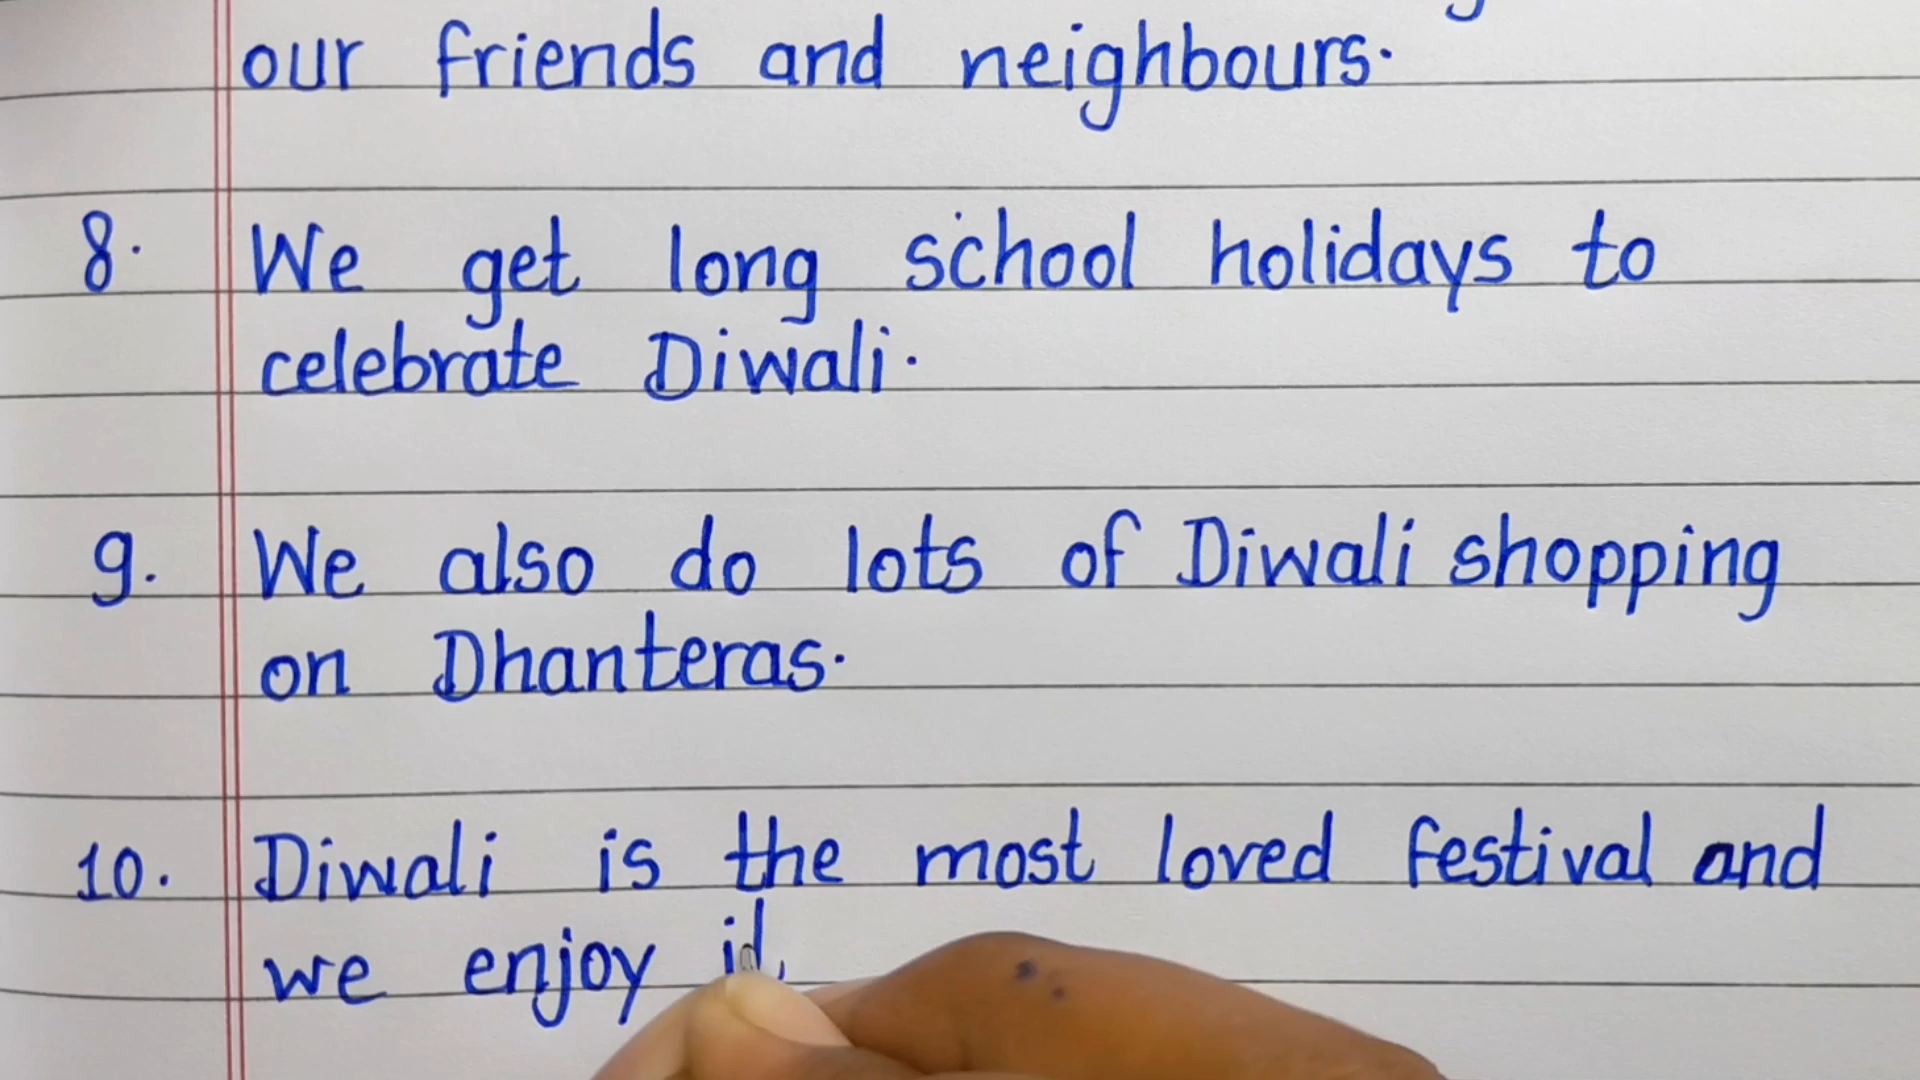 our friends and neighbours.
8. We get long school holidays to
celebrate Diwali.
9. We also do lots of Diwali shopping
on Dhanteras.
10. Diwali is the most loved festival and
we enjoy